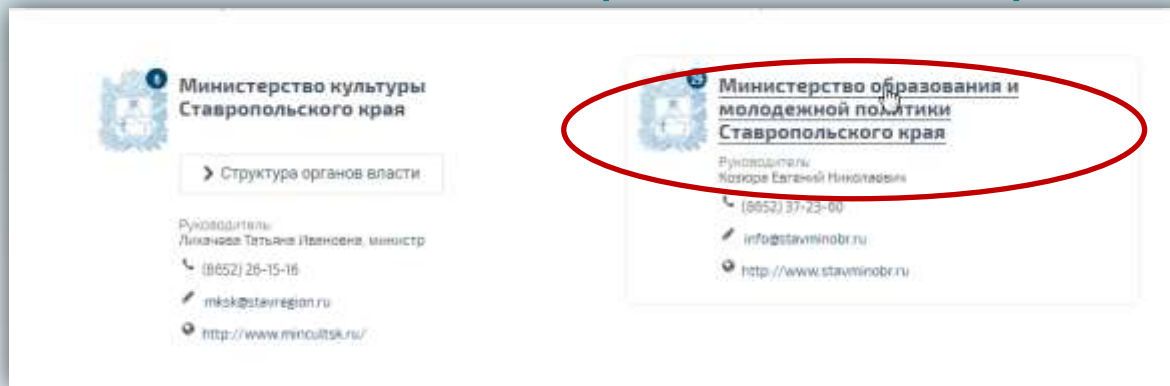 Министерство культуры
Ставропольского края
Структура органов власти
Руководитель
Лихачева Татьяна Ивановна, министр
(8652) 26-15-16
mksk@stavregion.ru
http://www.mincultsk.ru/
Министерство образования и
молодежной политики
Ставропольского края
Руководитель
Козюра Евгений Николаевич
(8652) 37-23-60
info@stavminobr.ru
http://www.stavminobr.ru